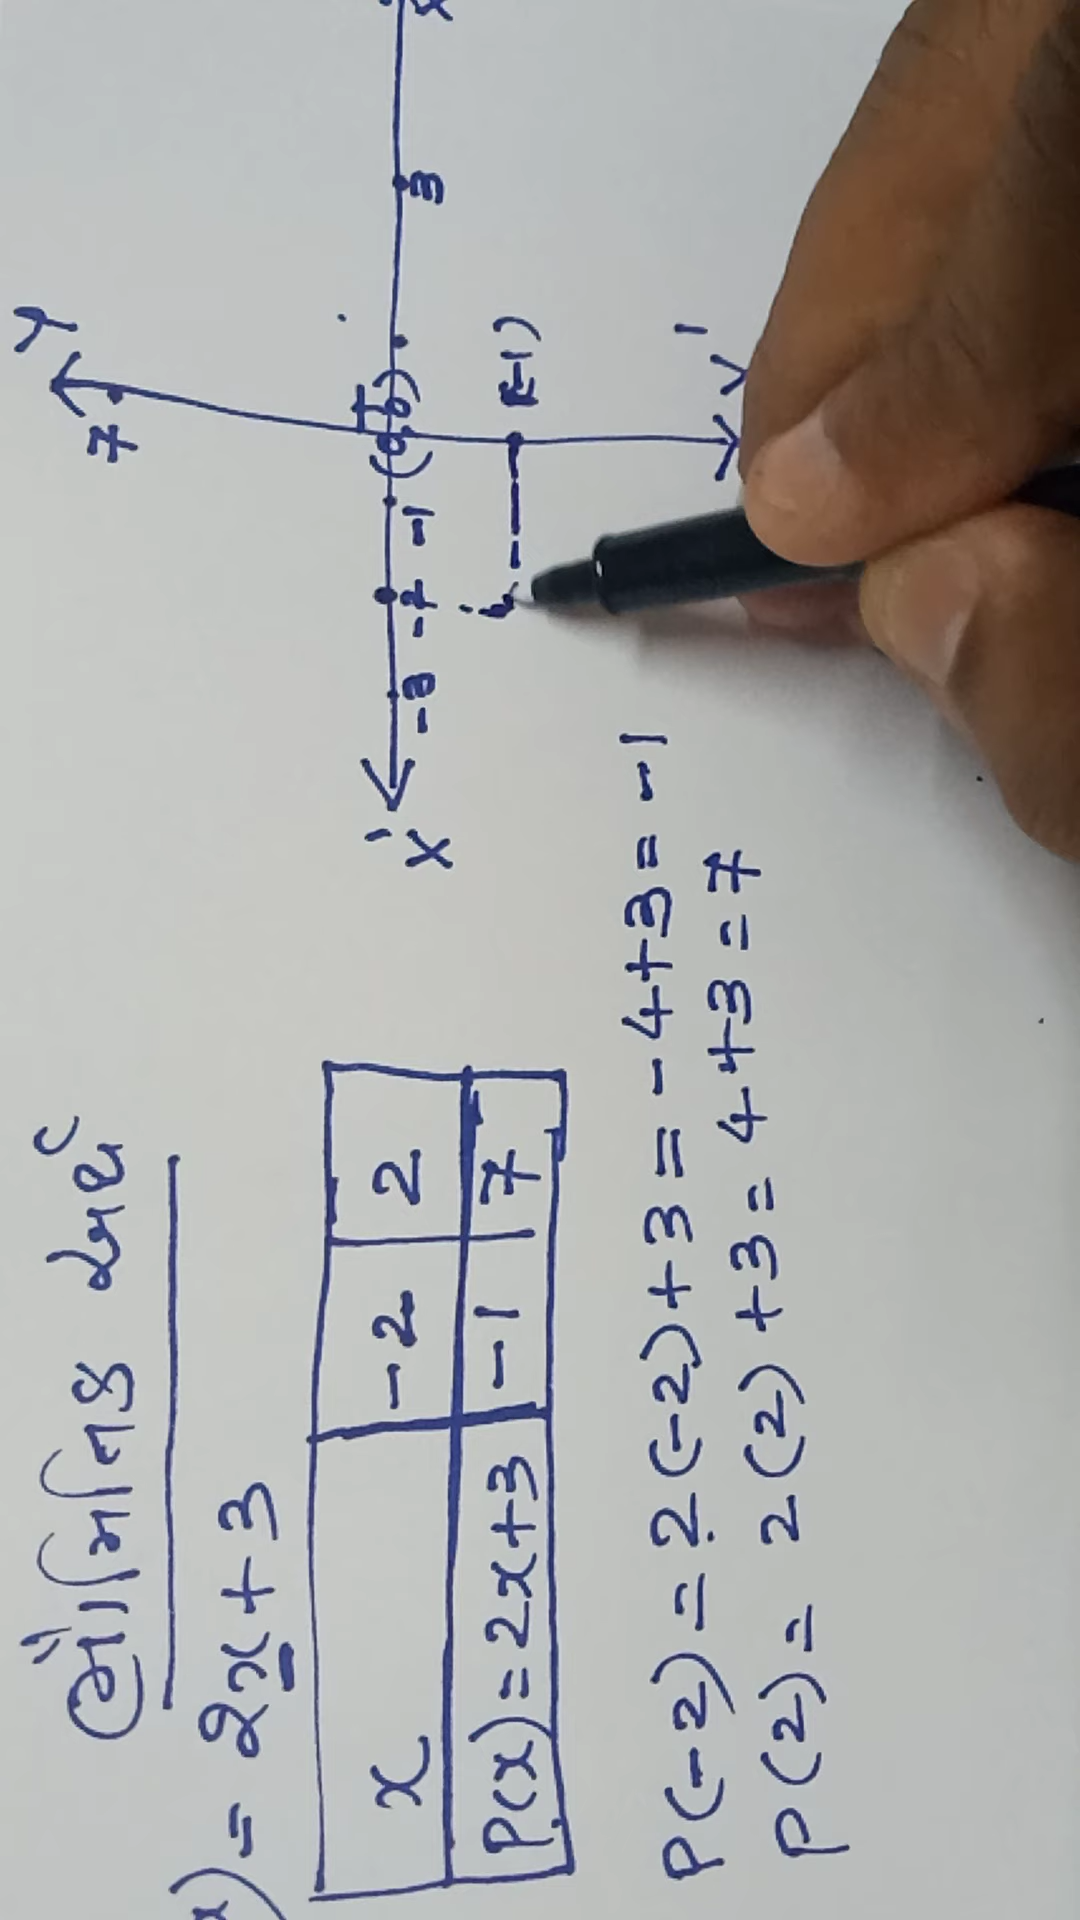 ભૌમિતિક અર્થ
x) = 2x+3
x -2 2
P(x)=2x+3 -1 7
P(-2) = 2(-2)+3 = -4+3 = -1
P(2) = 2(2)+3 = 4+3 = 7
Y
7
X' -3 -2 -1 (0,0) 3 X
(-1)
Y'